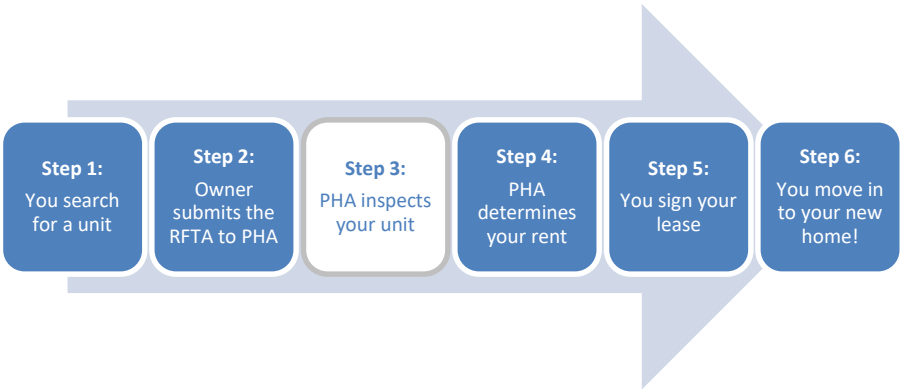 Step 1:
You search
for a unit
Step 2:
Owner
submits the
RFTA to PHA
Step 3:
PHA inspects
your unit
Step 4:
PHA
determines
your rent
Step 5:
You sign your
lease
Step 6:
You move in
to your new
home!